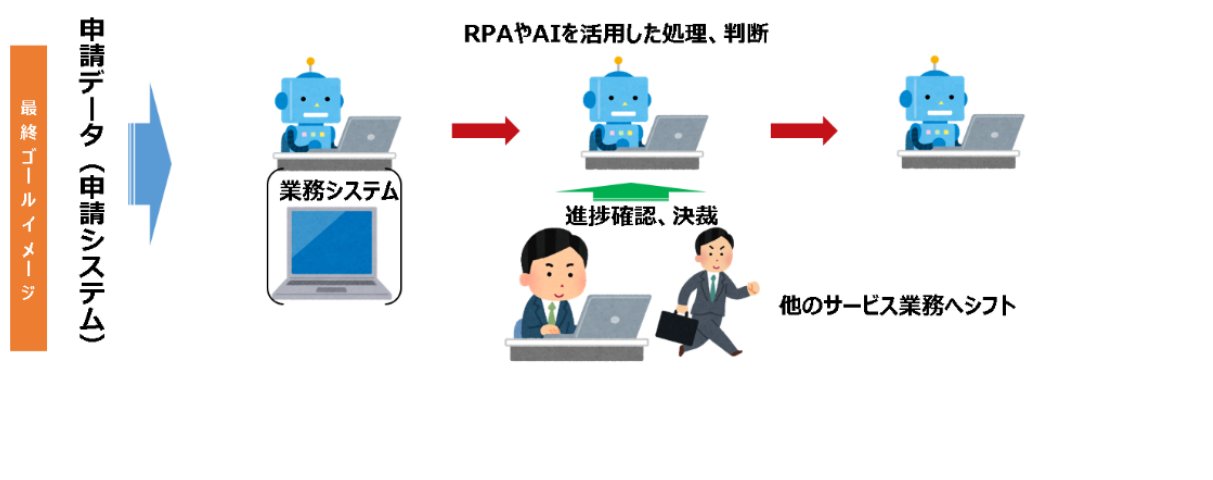 最終ゴールイメージ
申請データ（申請システム）
RPAやAIを活用した処理、判断
業務システム
進捗確認、決裁
他のサービス業務へシフト